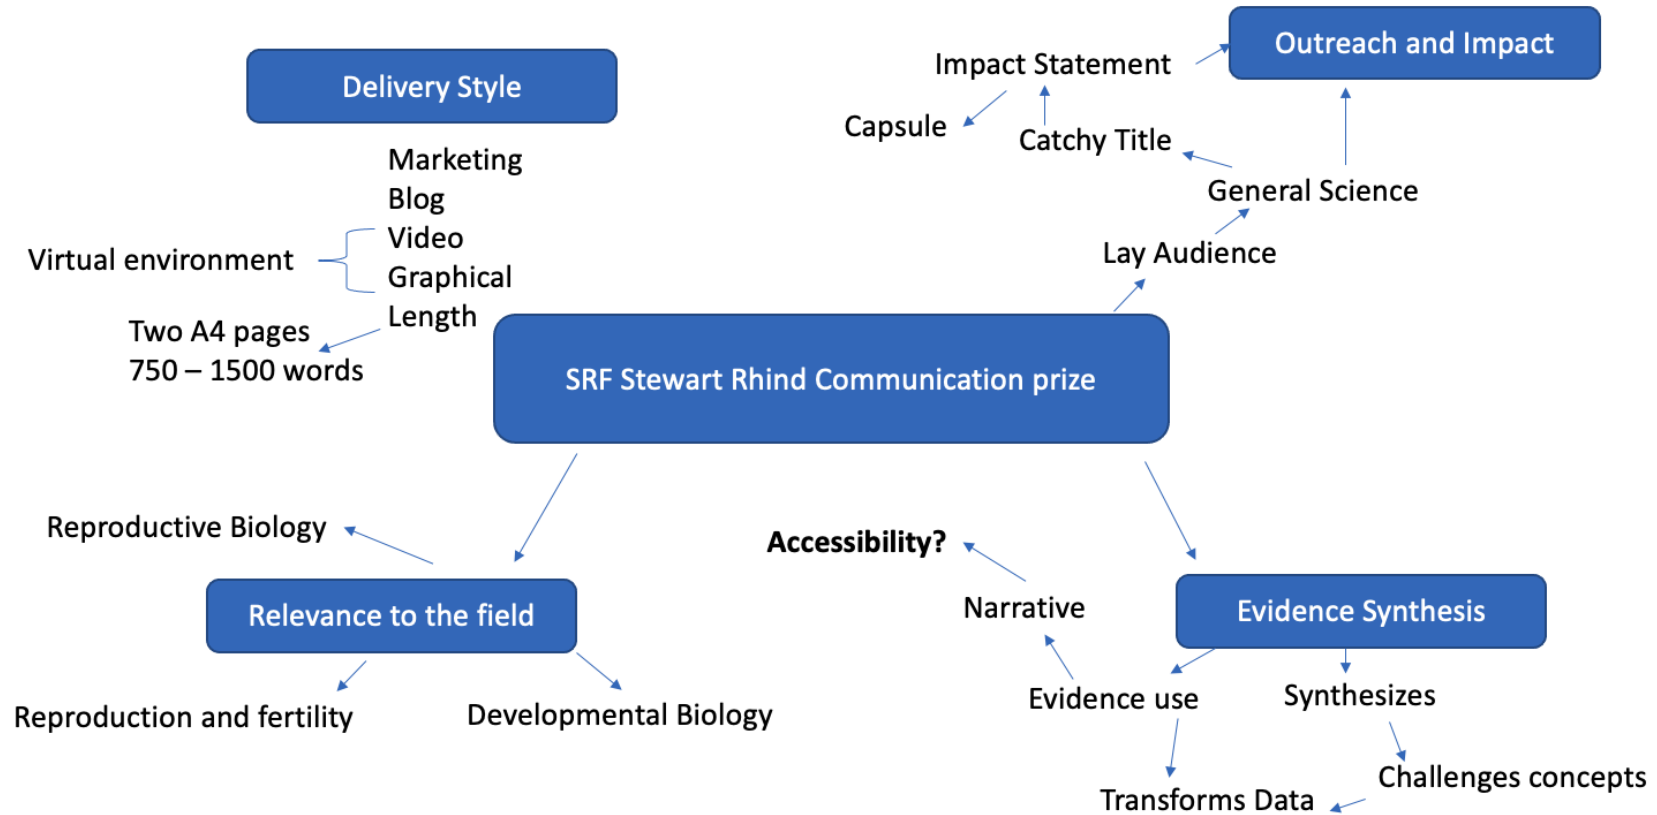 Delivery Style
Marketing
Blog
Video
Graphical
Length
Virtual environment
Two A4 pages
750 – 1500 words
Outreach and Impact
Impact Statement
Capsule
Catchy Title
General Science
Lay Audience
SRF Stewart Rhind Communication prize
Reproductive Biology
Relevance to the field
Reproduction and fertility
Developmental Biology
Accessibility?
Narrative
Evidence Synthesis
Evidence use
Synthesizes
Challenges concepts
Transforms Data